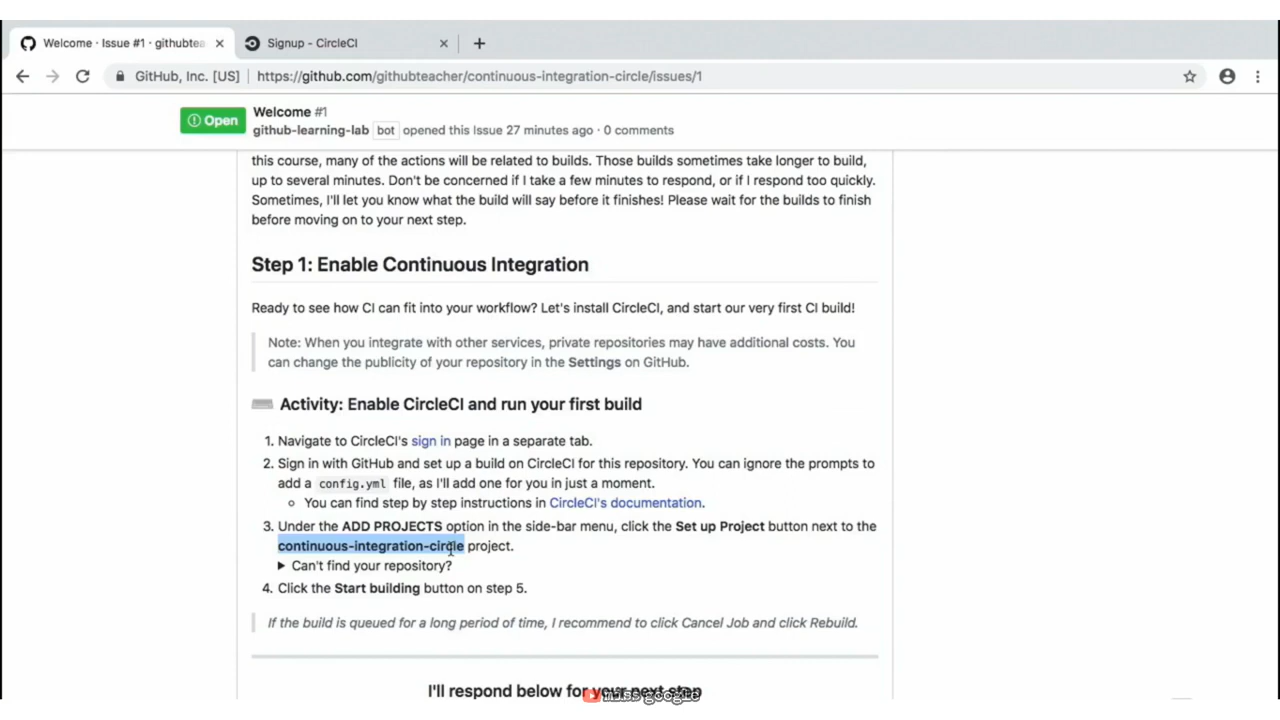 Welcome · Issue #1 · githubtea
Signup - CircleCI
GitHub, Inc. [US]
https://github.com/githubteacher/continuous-integration-circle/issues/1
Open
Welcome #1
github-learning-lab bot opened this Issue 27 minutes ago · 0 comments
this course, many of the actions will be related to builds. Those builds sometimes take longer to build,
up to several minutes. Don't be concerned if I take a few minutes to respond, or if I respond too quickly.
Sometimes, I'll let you know what the build will say before it finishes! Please wait for the builds to finish
before moving on to your next step.
Step 1: Enable Continuous Integration
Ready to see how CI can fit into your workflow? Let's install CircleCI, and start our very first CI build!
Note: When you integrate with other services, private repositories may have additional costs. You
can change the publicity of your repository in the Settings on GitHub.
Activity: Enable CircleCI and run your first build
1. Navigate to CircleCI's sign in page in a separate tab.
2. Sign in with GitHub and set up a build on CircleCI for this repository. You can ignore the prompts to
add a config.yml file, as I'll add one for you in just a moment.
You can find step by step instructions in CircleCI's documentation.
3. Under the ADD PROJECTS option in the side-bar menu, click the Set up Project button next to the
continuous-integration-circle project.
Can't find your repository?
4. Click the Start building button on step 5.
If the build is queued for a long period of time, I recommend to click Cancel Job and click Rebuild.
I'll respond below for your next step
miss google